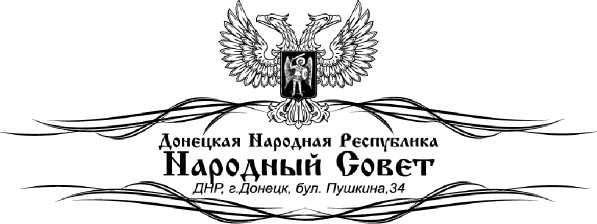 Донецкая Народная Республика
Народный Совет
ДНР, г.Донецк, бул. Пушкина,34